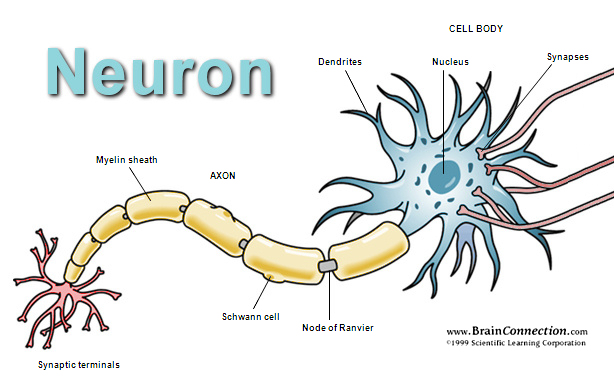 CELL BODY
Neuron
Dendrites
Nucleus
Synapses
Myelin sheath
AXON
Schwann cell
Node of Ranvier
www.BrainConnection.com
©1999 Scientific Learning Corporation
Synaptic terminals